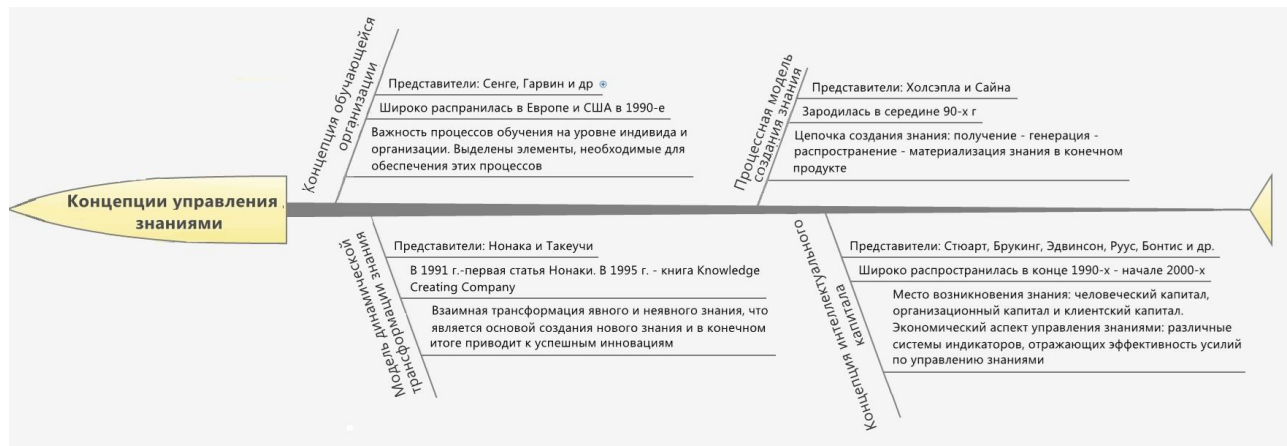 Концепции управления
знаниями
Концепция обучающейся
организации
Представители: Сенге, Гарвин и др
Широко распранилась в Европе и США в 1990-е
Важность процессов обучения на уровне индивида и
организации. Выделены элементы, необходимые для
обеспечения этих процессов
Модель динамической
трансформации знания
Представители: Нонака и Такеучи
В 1991 г.-первая статья Нонаки. В 1995 г. - книга Knowledge
Creating Company
Взаимная трансформация явного и неявного знания, что
является основой создания нового знания и в конечном
итоге приводит к успешным инновациям
Процессная модель
создания знания
Представители: Холсэпла и Сайна
Зародилась в середине 90-х г
Цепочка создания знания: получение - генерация -
распространение - материализация знания в конечном
продукте
Концепция интеллектуального
капитала
Представители: Стюарт, Брукинг, Эдвинсон, Руус, Бонтис и др.
Широко распространилась в конце 1990-х - начале 2000-х
Место возникновения знания: человеческий капитал,
организационный капитал и клиентский капитал.
Экономический аспект управления знаниями: различные
системы индикаторов, отражающих эффективность усилий
по управлению знаниями